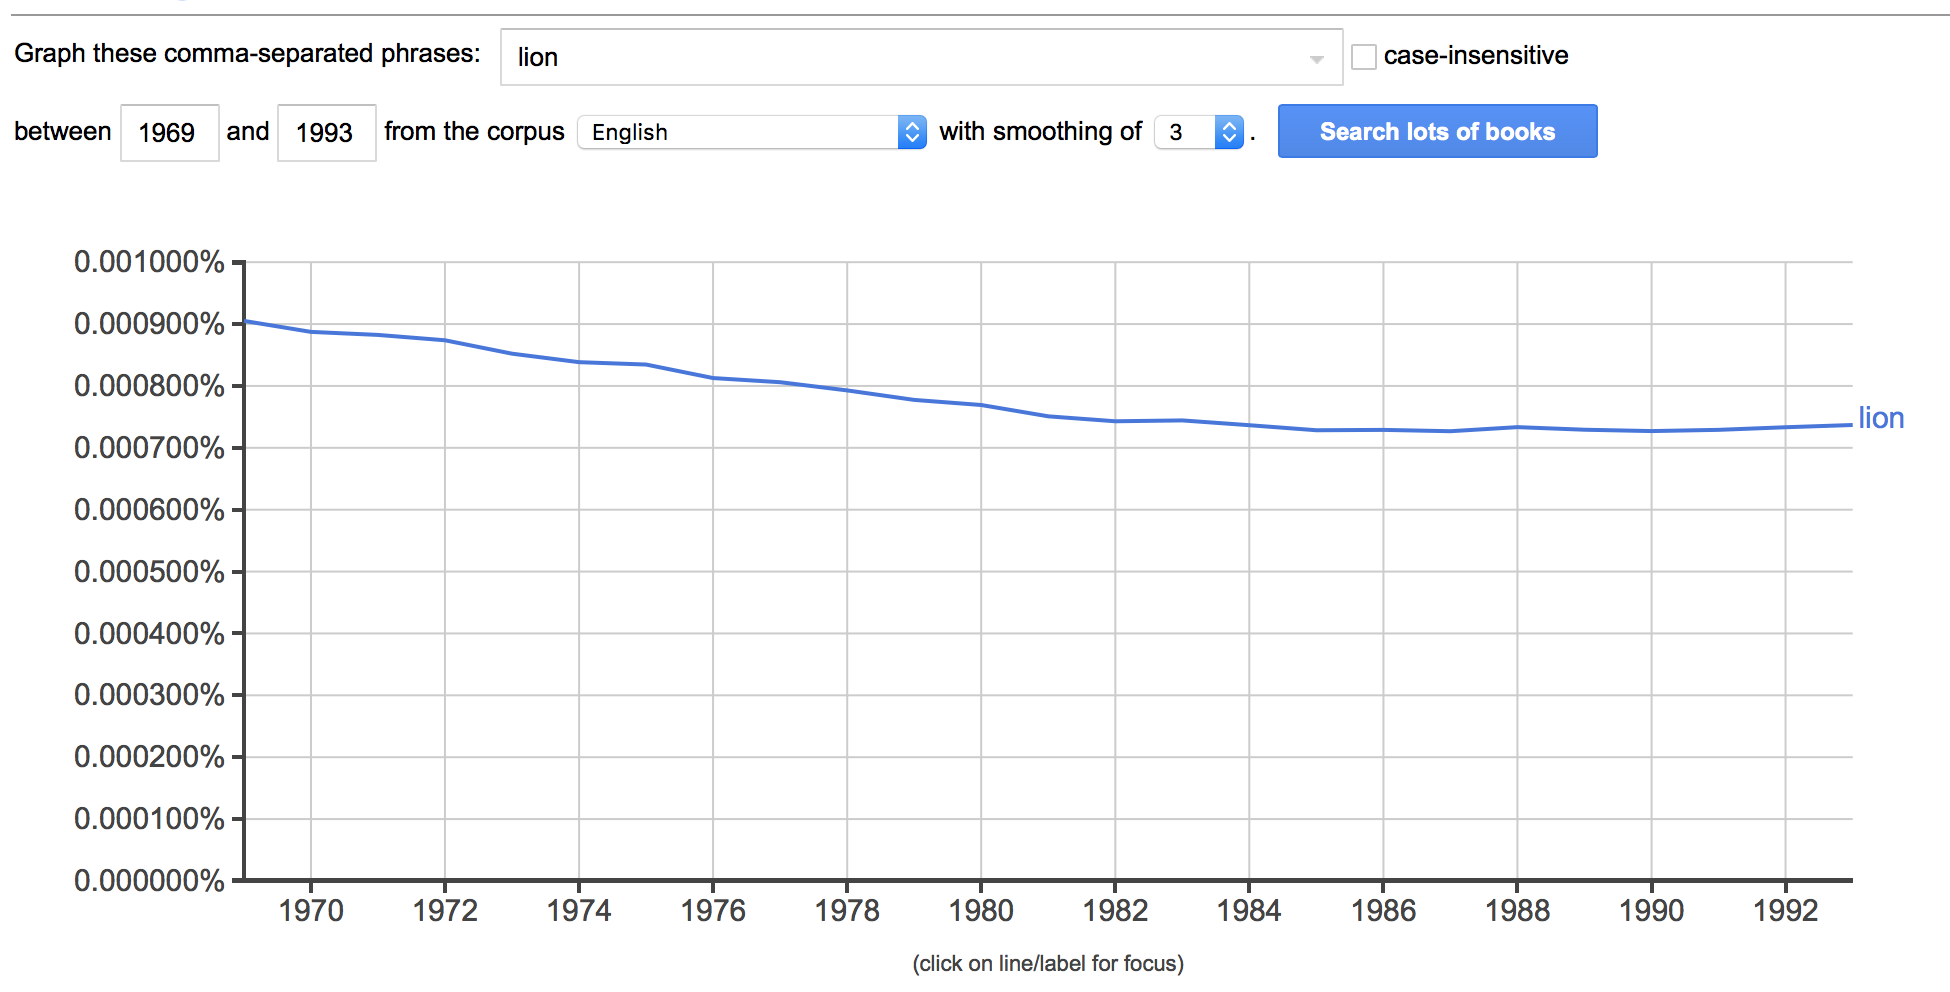 Graph these comma-separated phrases: lion case-insensitive
between 1969 and 1993 from the corpus English with smoothing of 3 . Search lots of books
0.001000%
0.000900%
0.000800%
lion
0.000700%
0.000600%
0.000500%
0.000400%
0.000300%
0.000200%
0.000100%
0.000000%
1970 1972 1974 1976 1978 1980 1982 1984 1986 1988 1990 1992
(click on line/label for focus)